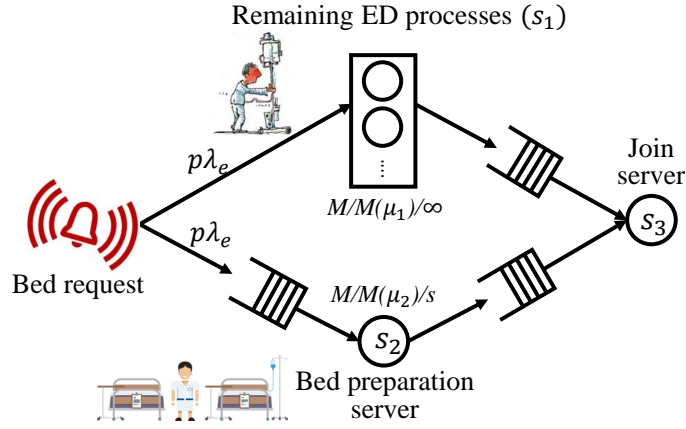 Remaining ED processes (s₁)
pλₑ
M/M(μ₁)/∞
Join
server
s₃
Bed request
pλₑ
M/M(μ₂)/s
s₂
Bed preparation
server